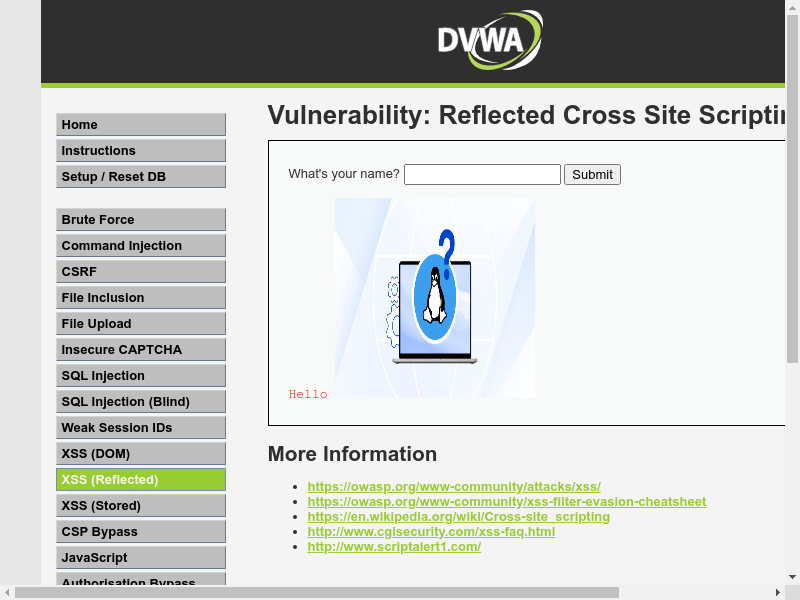 DVWA
Vulnerability: Reflected Cross Site Scriptin
Home
Instructions
Setup / Reset DB
Brute Force
Command Injection
CSRF
File Inclusion
File Upload
Insecure CAPTCHA
SQL Injection
SQL Injection (Blind)
Weak Session IDs
XSS (DOM)
XSS (Reflected)
XSS (Stored)
CSP Bypass
JavaScript
Authorisation Bypass
What's your name? Submit
?
Hello
More Information
https://owasp.org/www-community/attacks/xss/
https://owasp.org/www-community/xss-filter-evasion-cheatsheet
https://en.wikipedia.org/wiki/Cross-site_scripting
http://www.cgisecurity.com/xss-faq.html
http://www.scriptalert1.com/